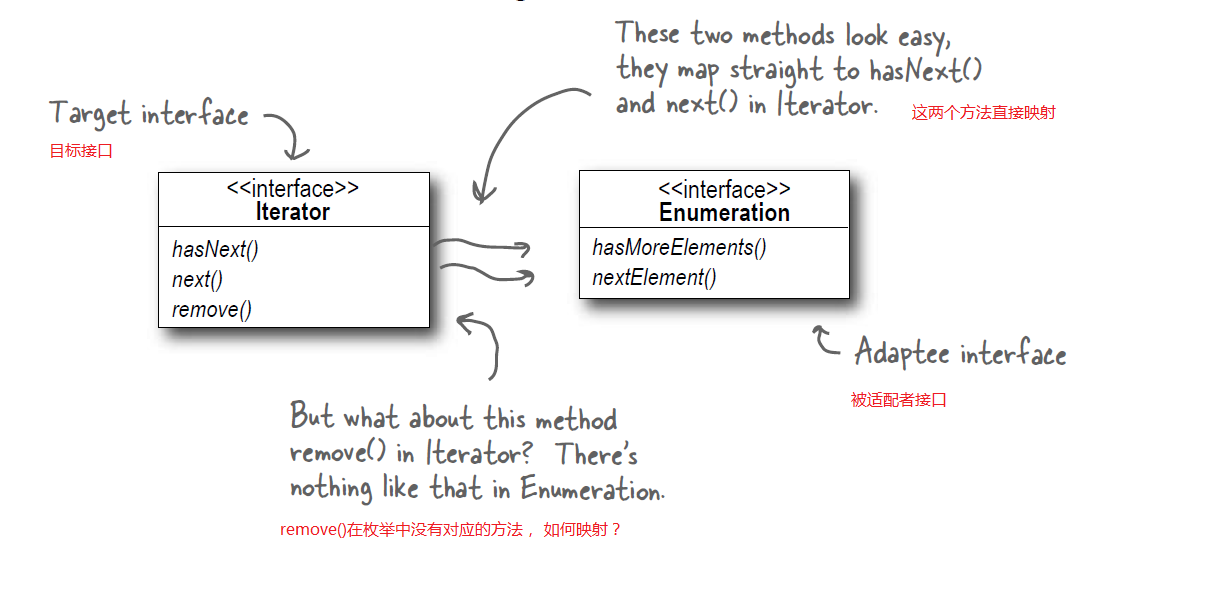 These two methods look easy,
they map straight to hasNext()
and next() in Iterator.
这两个方法直接映射
Target interface
目标接口
<<interface>>
Iterator
hasNext()
next()
remove()
<<interface>>
Enumeration
hasMoreElements()
nextElement()
Adaptee interface
被适配者接口
But what about this method
remove() in Iterator? There's
nothing like that in Enumeration.
remove()在枚举中没有对应的方法，如何映射？